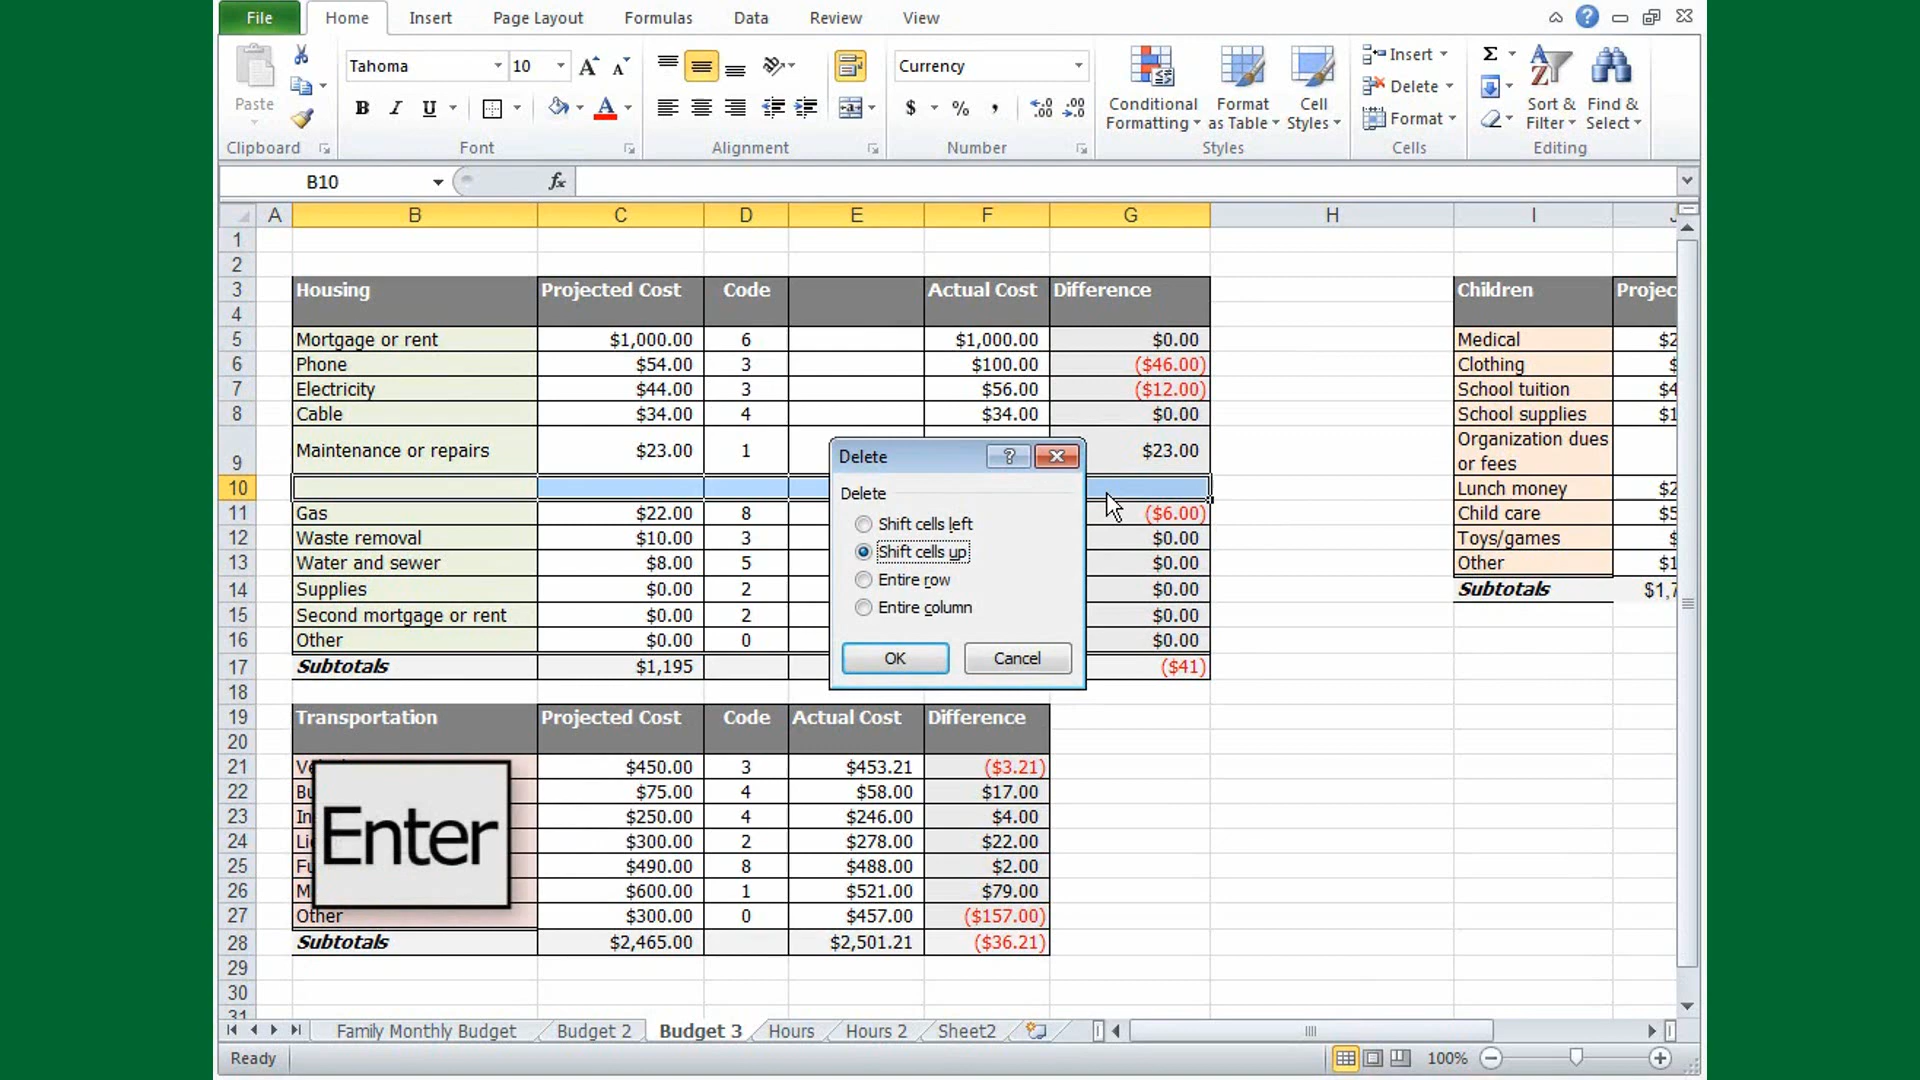 File Home Insert Page Layout Formulas Data Review View
Paste Tahoma 10 Currency Insert
B I U $ % , Conditional Formatting Format as Table Cell Styles Delete Format Sort & Filter Find & Select
Clipboard Font Alignment Number Styles Cells Editing
B10 fx
A B C D E F G H I J
1
2
3 Housing Projected Cost Code Actual Cost Difference Children Projec
4
5 Mortgage or rent $1,000.00 6 $1,000.00 $0.00 Medical $2
6 Phone $54.00 3 $100.00 ($46.00) Clothing $
7 Electricity $44.00 3 $56.00 ($12.00) School tuition $4
8 Cable $34.00 4 $34.00 $0.00 School supplies $1
9 Maintenance or repairs $23.00 1 $23.00 Organization dues
or fees
10 Lunch money $2
11 Gas $22.00 8 ($6.00) Child care $5
12 Waste removal $10.00 3 $0.00 Toys/games $
13 Water and sewer $8.00 5 $0.00 Other $1
14 Supplies $0.00 2 $0.00 Subtotals $1,7
15 Second mortgage or rent $0.00 2 $0.00
16 Other $0.00 0 $0.00
17 Subtotals $1,195 ($41)
Delete
Delete
Shift cells left
Shift cells up
Entire row
Entire column
OK Cancel
18
19 Transportation Projected Cost Code Actual Cost Difference
20
21 $450.00 3 $453.21 ($3.21)
22 $75.00 4 $58.00 $17.00
23 $250.00 4 $246.00 $4.00
24 $300.00 2 $278.00 $22.00
25 $490.00 8 $488.00 $2.00
26 $600.00 1 $521.00 $79.00
27 Other $300.00 0 $457.00 ($157.00)
28 Subtotals $2,465.00 $2,501.21 ($36.21)
29
30
31
Enter
Family Monthly Budget Budget 2 Budget 3 Hours Hours 2 Sheet2
Ready 100%